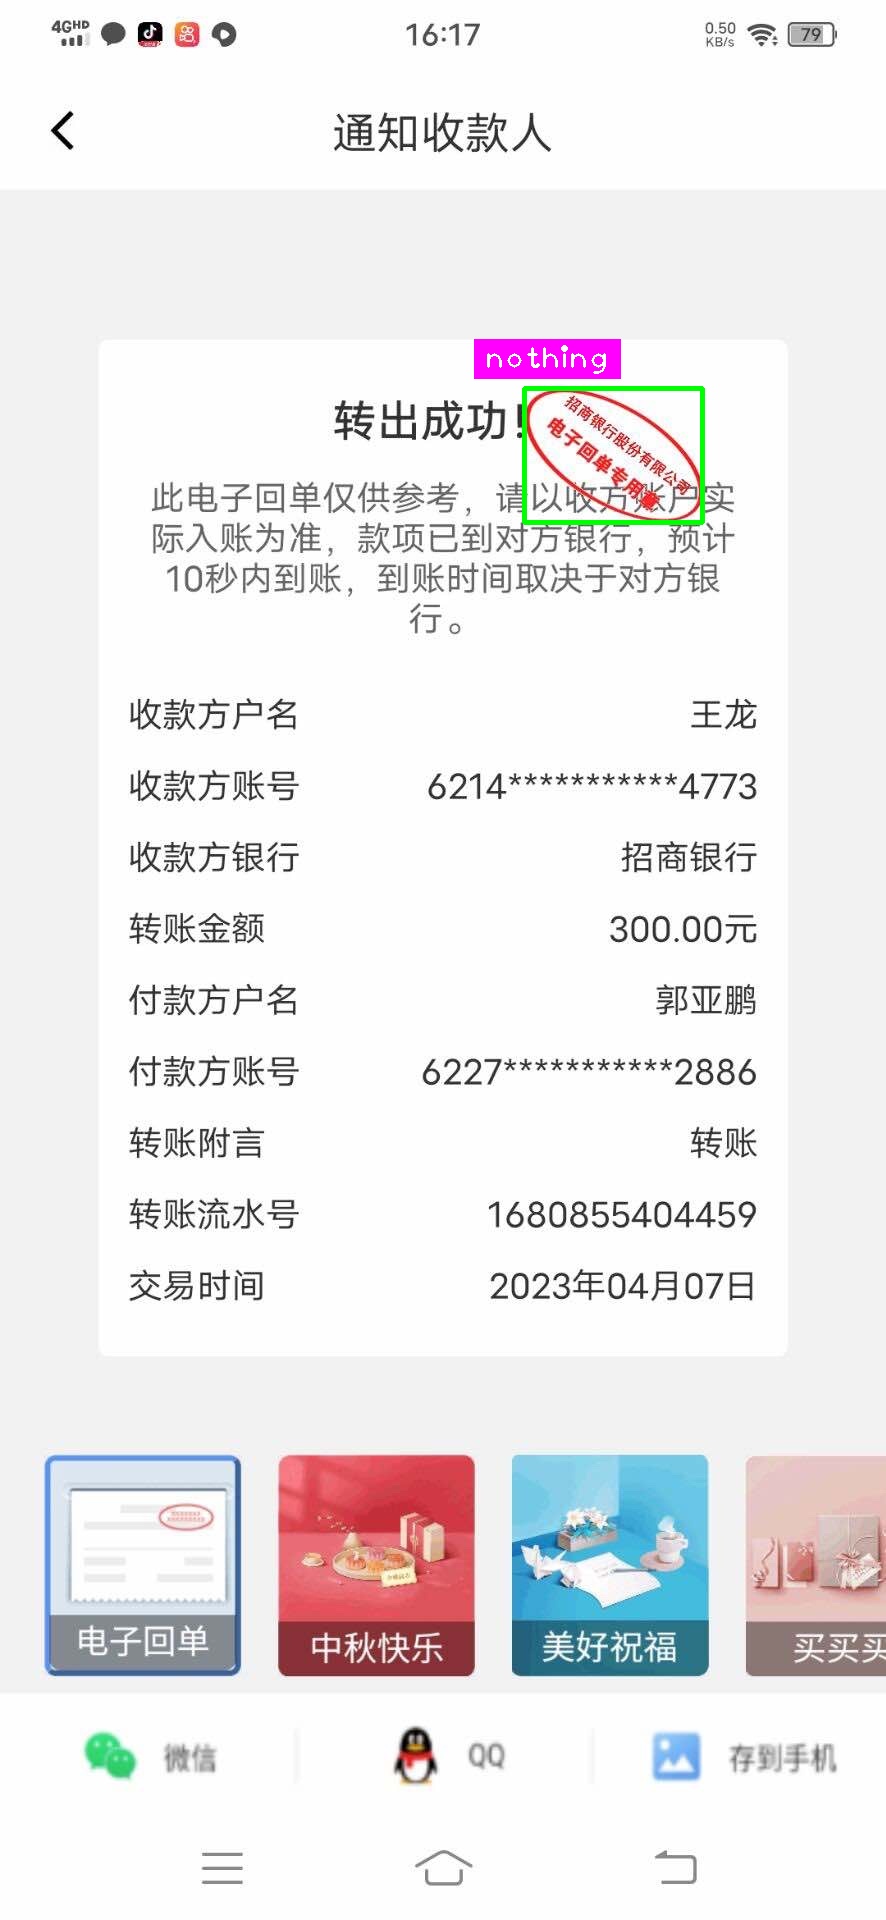 4GHD
16:17
0.50
KB/s
79
通知收款人
nothing
转出成功!
招商银行股份有限公司
电子回单专用章
此电子回单仅供参考，请以收方账户实
际入账为准，款项已到对方银行，预计
10秒内到账，到账时间取决于对方银
行。
收款方户名 王龙
收款方账号 6214***********4773
收款方银行 招商银行
转账金额 300.00元
付款方户名 郭亚鹏
付款方账号 6227***********2886
转账附言 转账
转账流水号 1680855404459
交易时间 2023年04月07日
电子回单 中秋快乐 美好祝福 买买买
微信 QQ 存到手机